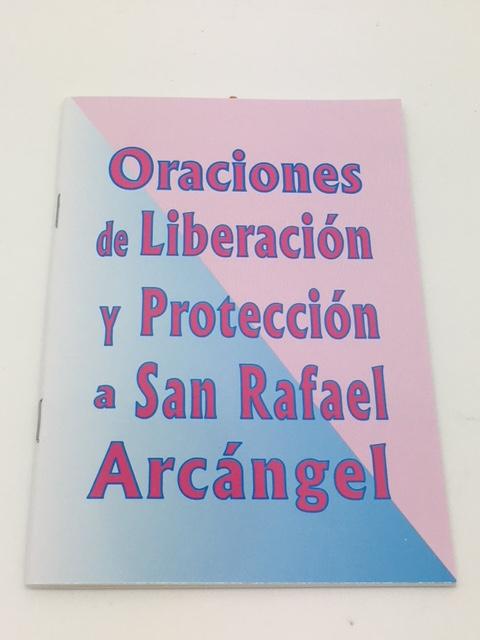 Oraciones
de Liberación
y Protección
a San Rafael
Arcángel